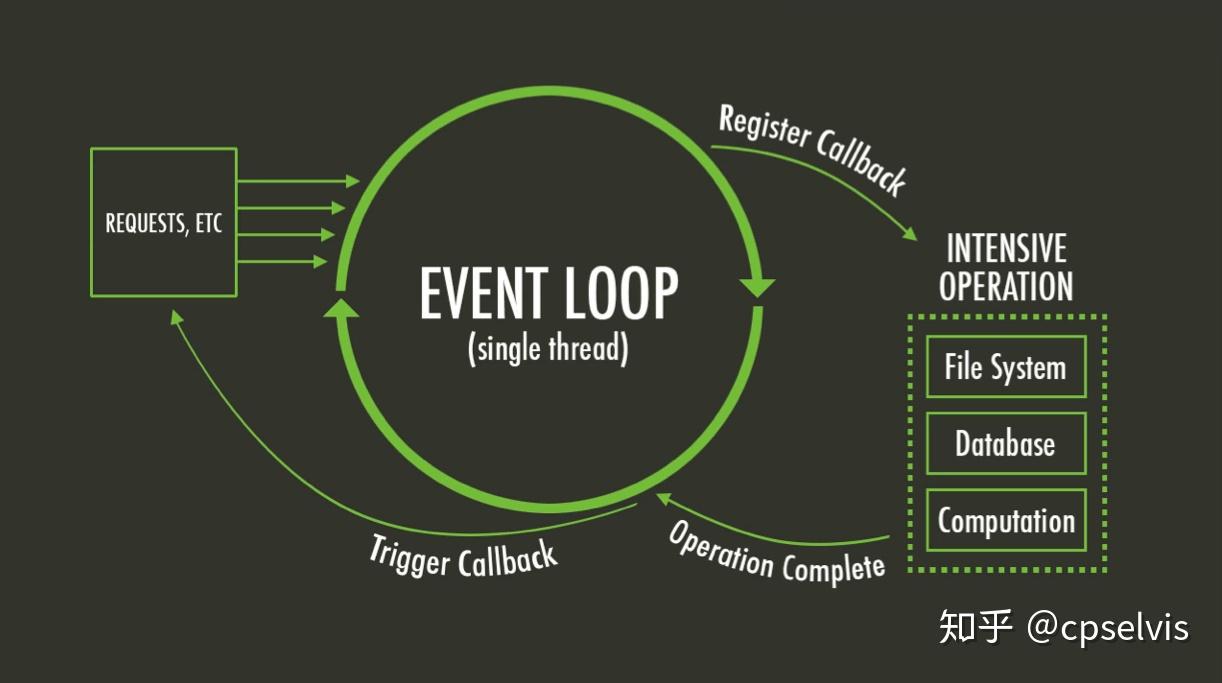 Register Callback
REQUESTS, ETC
INTENSIVE
OPERATION
EVENT LOOP
(single thread)
File System
Database
Computation
Operation Complete
Trigger Callback
知乎 @cpselvis